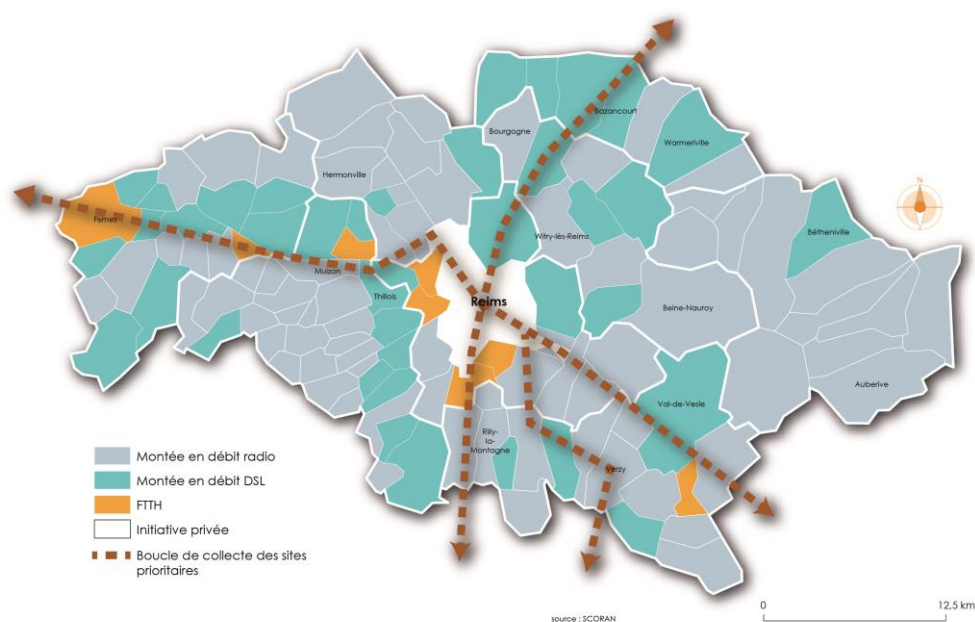 Bazancourt
Bourgogne
Warmeriville
Hermonville
N
Fismes
Witry-lès-Reims
Bétheniville
Muizon
Thillois
Reims
Beine-Nauroy
Auberive
Val-de-Vesle
Rilly-
la-
Montagne
Verzy
Montée en débit radio
Montée en débit DSL
FTTH
Initiative privée
Boucle de collecte des sites
prioritaires
0
12,5 km
source : SCORAN